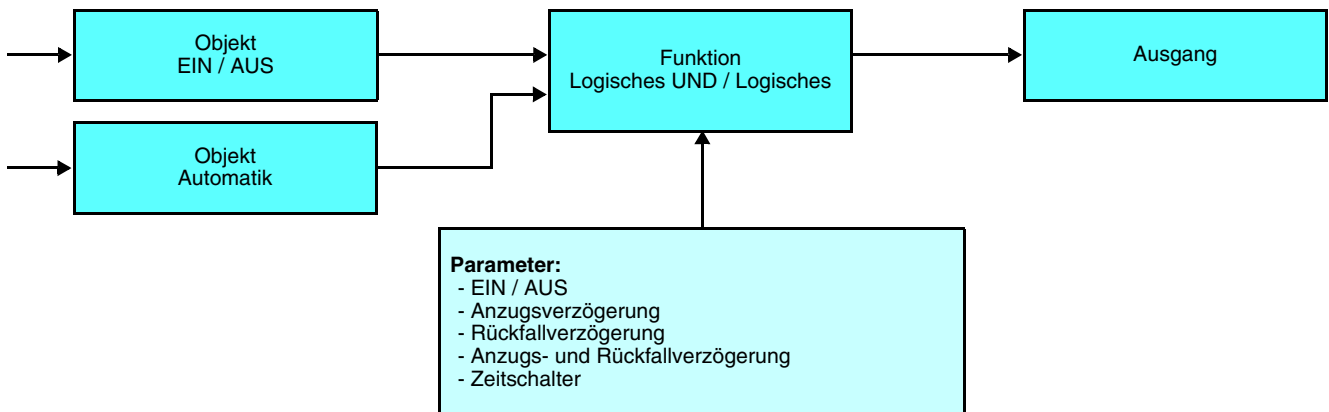 Objekt
EIN / AUS
Funktion
Logisches UND / Logisches
Ausgang
Objekt
Automatik
Parameter:
- EIN / AUS
- Anzugsverzögerung
- Rückfallverzögerung
- Anzugs- und Rückfallverzögerung
- Zeitschalter